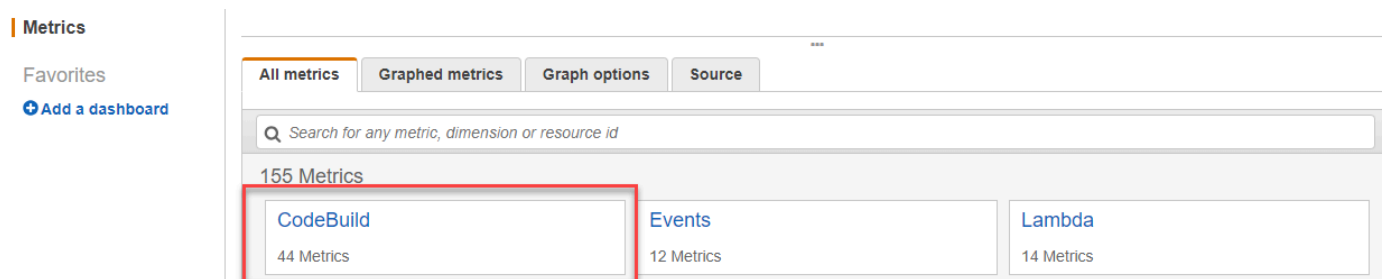 Metrics
Favorites
Add a dashboard
All metrics Graphed metrics Graph options Source
Search for any metric, dimension or resource id
155 Metrics
CodeBuild Events Lambda
44 Metrics 12 Metrics 14 Metrics